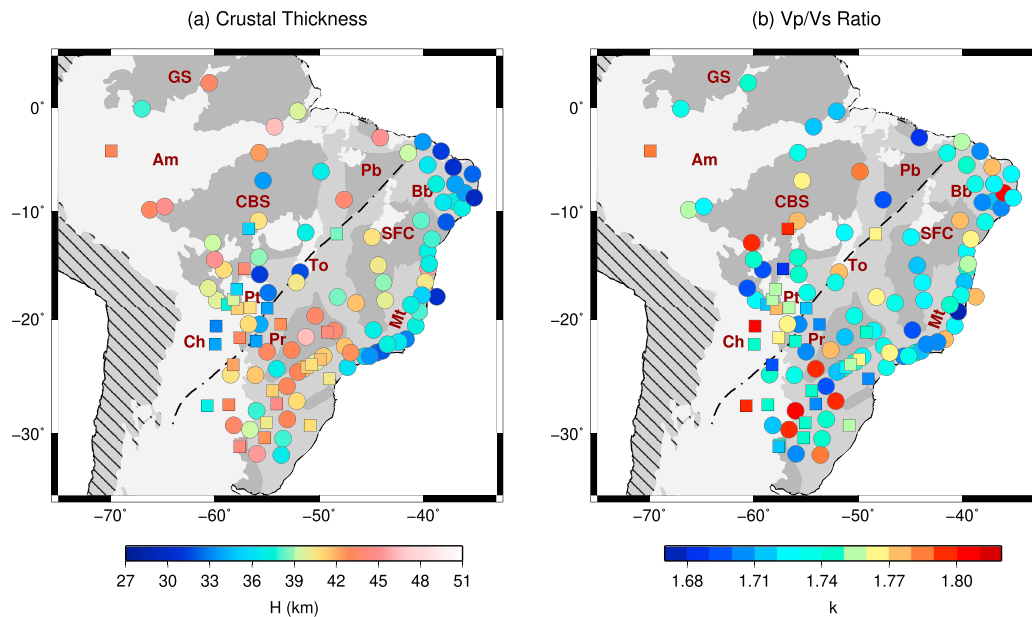 (a) Crustal Thickness
(b) Vp/Vs Ratio
GS
Am
Pb
CBS
Bb
SFC
To
Pt
Mt
Ch
Pr
0˚
−10˚
−20˚
−30˚
−70˚ −60˚ −50˚ −40˚
GS
Am
Pb
CBS
Bb
SFC
To
Pt
Mt
Ch
Pr
0˚
−10˚
−20˚
−30˚
−70˚ −60˚ −50˚ −40˚
27 30 33 36 39 42 45 48 51
H (km)
1.68 1.71 1.74 1.77 1.80
k